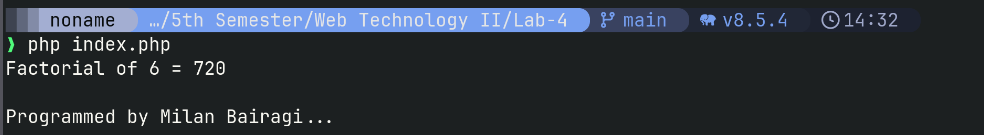 noname …/5th Semester/Web Technology II/Lab-4 main v8.5.4 14:32
❯ php index.php
Factorial of 6 = 720
Programmed by Milan Bairagi...